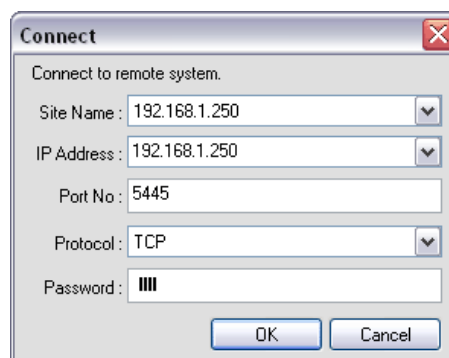 Connect
Connect to remote system.
Site Name : 192.168.1.250
IP Address : 192.168.1.250
Port No : 5445
Protocol : TCP
Password :
OK Cancel